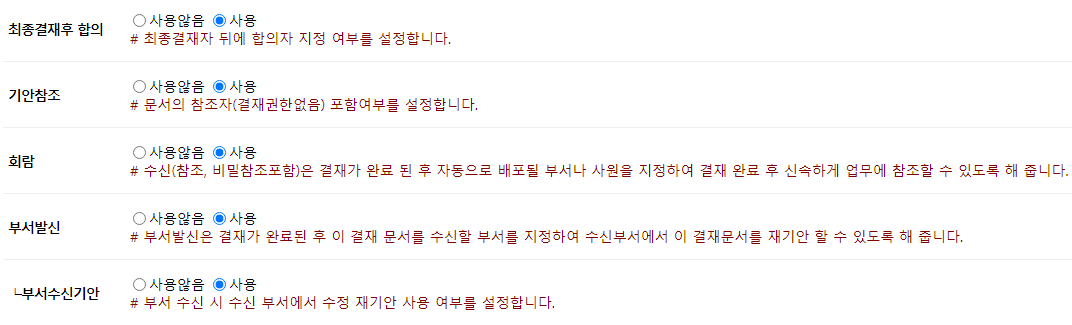 최종결재후 합의
사용않음 사용
# 최종결재자 뒤에 합의자 지정 여부를 설정합니다.
기안참조
사용않음 사용
# 문서의 참조자(결재권한없음) 포함여부를 설정합니다.
회람
사용않음 사용
# 수신(참조, 비밀참조포함)은 결재가 완료 된 후 자동으로 배포될 부서나 사원을 지정하여 결재 완료 후 신속하게 업무에 참조할 수 있도록 해 줍니다.
부서발신
사용않음 사용
# 부서발신은 결재가 완료된 후 이 결재 문서를 수신할 부서를 지정하여 수신부서에서 이 결재문서를 재기안 할 수 있도록 해 줍니다.
┗부서수신기안
사용않음 사용
# 부서 수신 시 수신 부서에서 수정 재기안 사용 여부를 설정합니다.